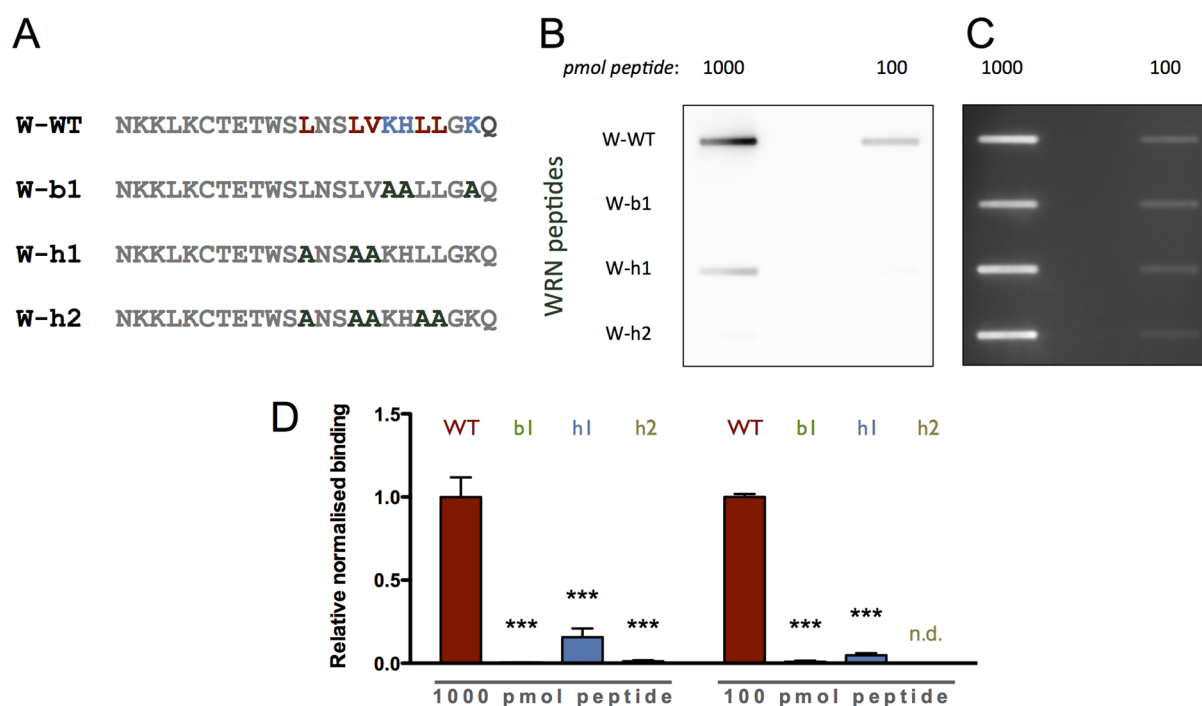 A
W-WT NKKLKCTETWSLNSLVKHLLGKQ
W-b1 NKKLKCTETWSLNSLVAALLGAQ
W-h1 NKKLKCTETWSANSAAKHLLGKQ
W-h2 NKKLKCTETWSANSAAKHAAGKQ
B
pmol peptide: 1000 100
WRN peptides
W-WT
W-b1
W-h1
W-h2
C
1000 100
D
Relative normalised binding
1.5
1.0
0.5
0.0
WT b1 h1 h2 WT b1 h1 h2
*** *** *** *** *** n.d.
1000 pmol peptide 100 pmol peptide